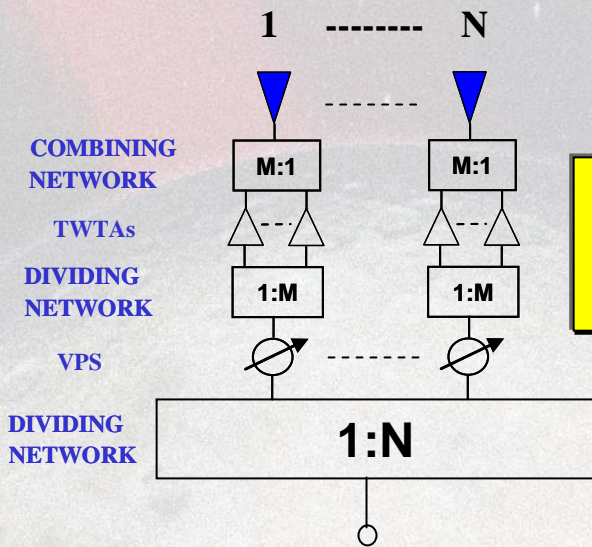 1 -------- N
COMBINING
NETWORK
M:1 M:1
TWTAs
DIVIDING
NETWORK
1:M 1:M
VPS
DIVIDING
NETWORK
1:N